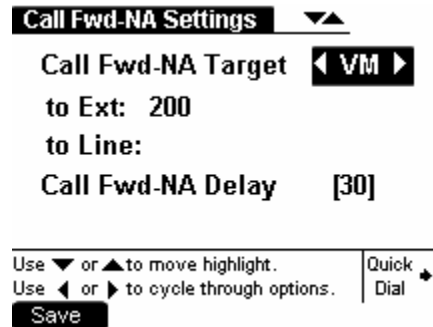 Call Fwd-NA Settings ▼▲
Call Fwd-NA Target ◀ VM ▶
to Ext: 200
to Line:
Call Fwd-NA Delay [30]
Use ▼ or ▲ to move highlight.
Use ◀ or ▶ to cycle through options.
Quick
Dial
Save